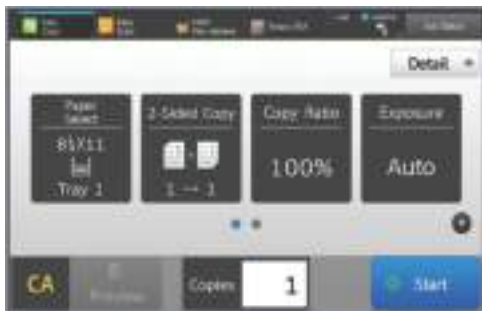 Detail
Paper
Select
8½X11
Tray 1
2-Sided Copy
1 → 1
Copy Ratio
100%
Exposure
Auto
CA
Preview
Copies
1
Start